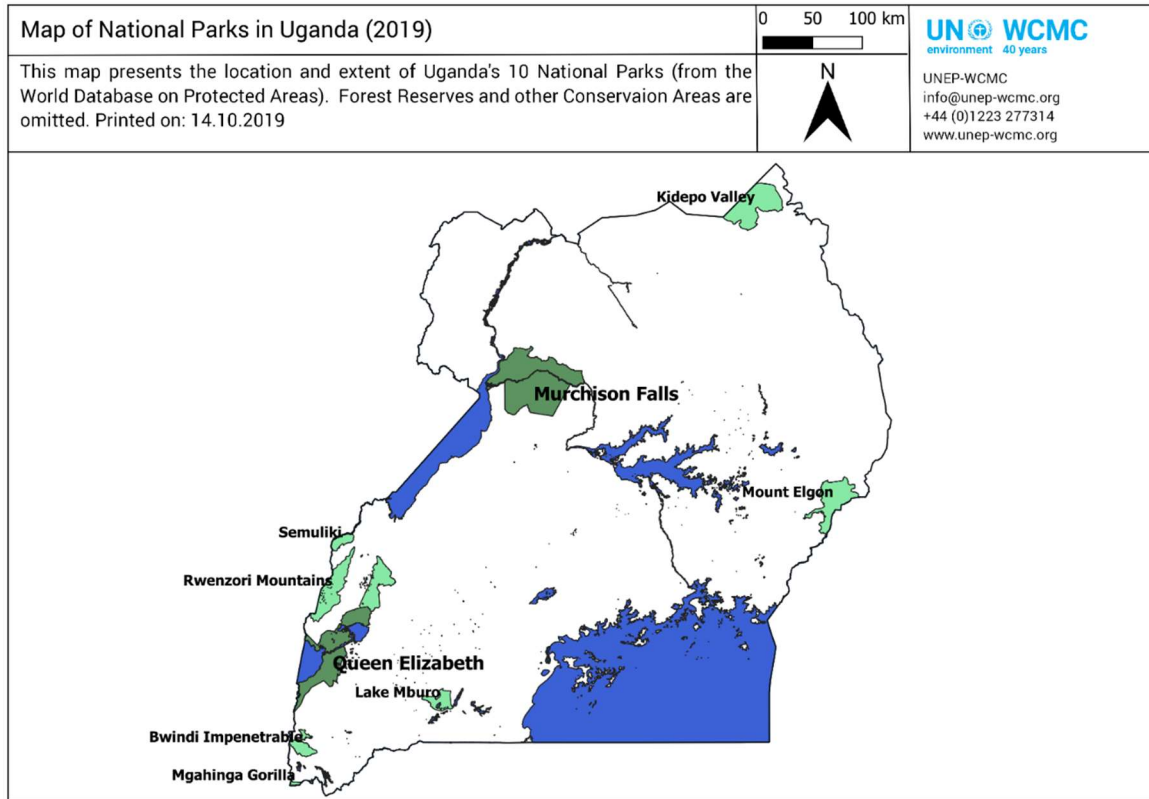 Map of National Parks in Uganda (2019)
This map presents the location and extent of Uganda's 10 National Parks (from the
World Database on Protected Areas). Forest Reserves and other Conservaion Areas are
omitted. Printed on: 14.10.2019
0 50 100 km
N
UN WCMC
environment 40 years
UNEP-WCMC
info@unep-wcmc.org
+44 (0)1223 277314
www.unep-wcmc.org
Kidepo Valley
Murchison Falls
Mount Elgon
Semuliki
Rwenzori Mountains
Queen Elizabeth
Lake Mburo
Bwindi Impenetrable
Mgahinga Gorilla